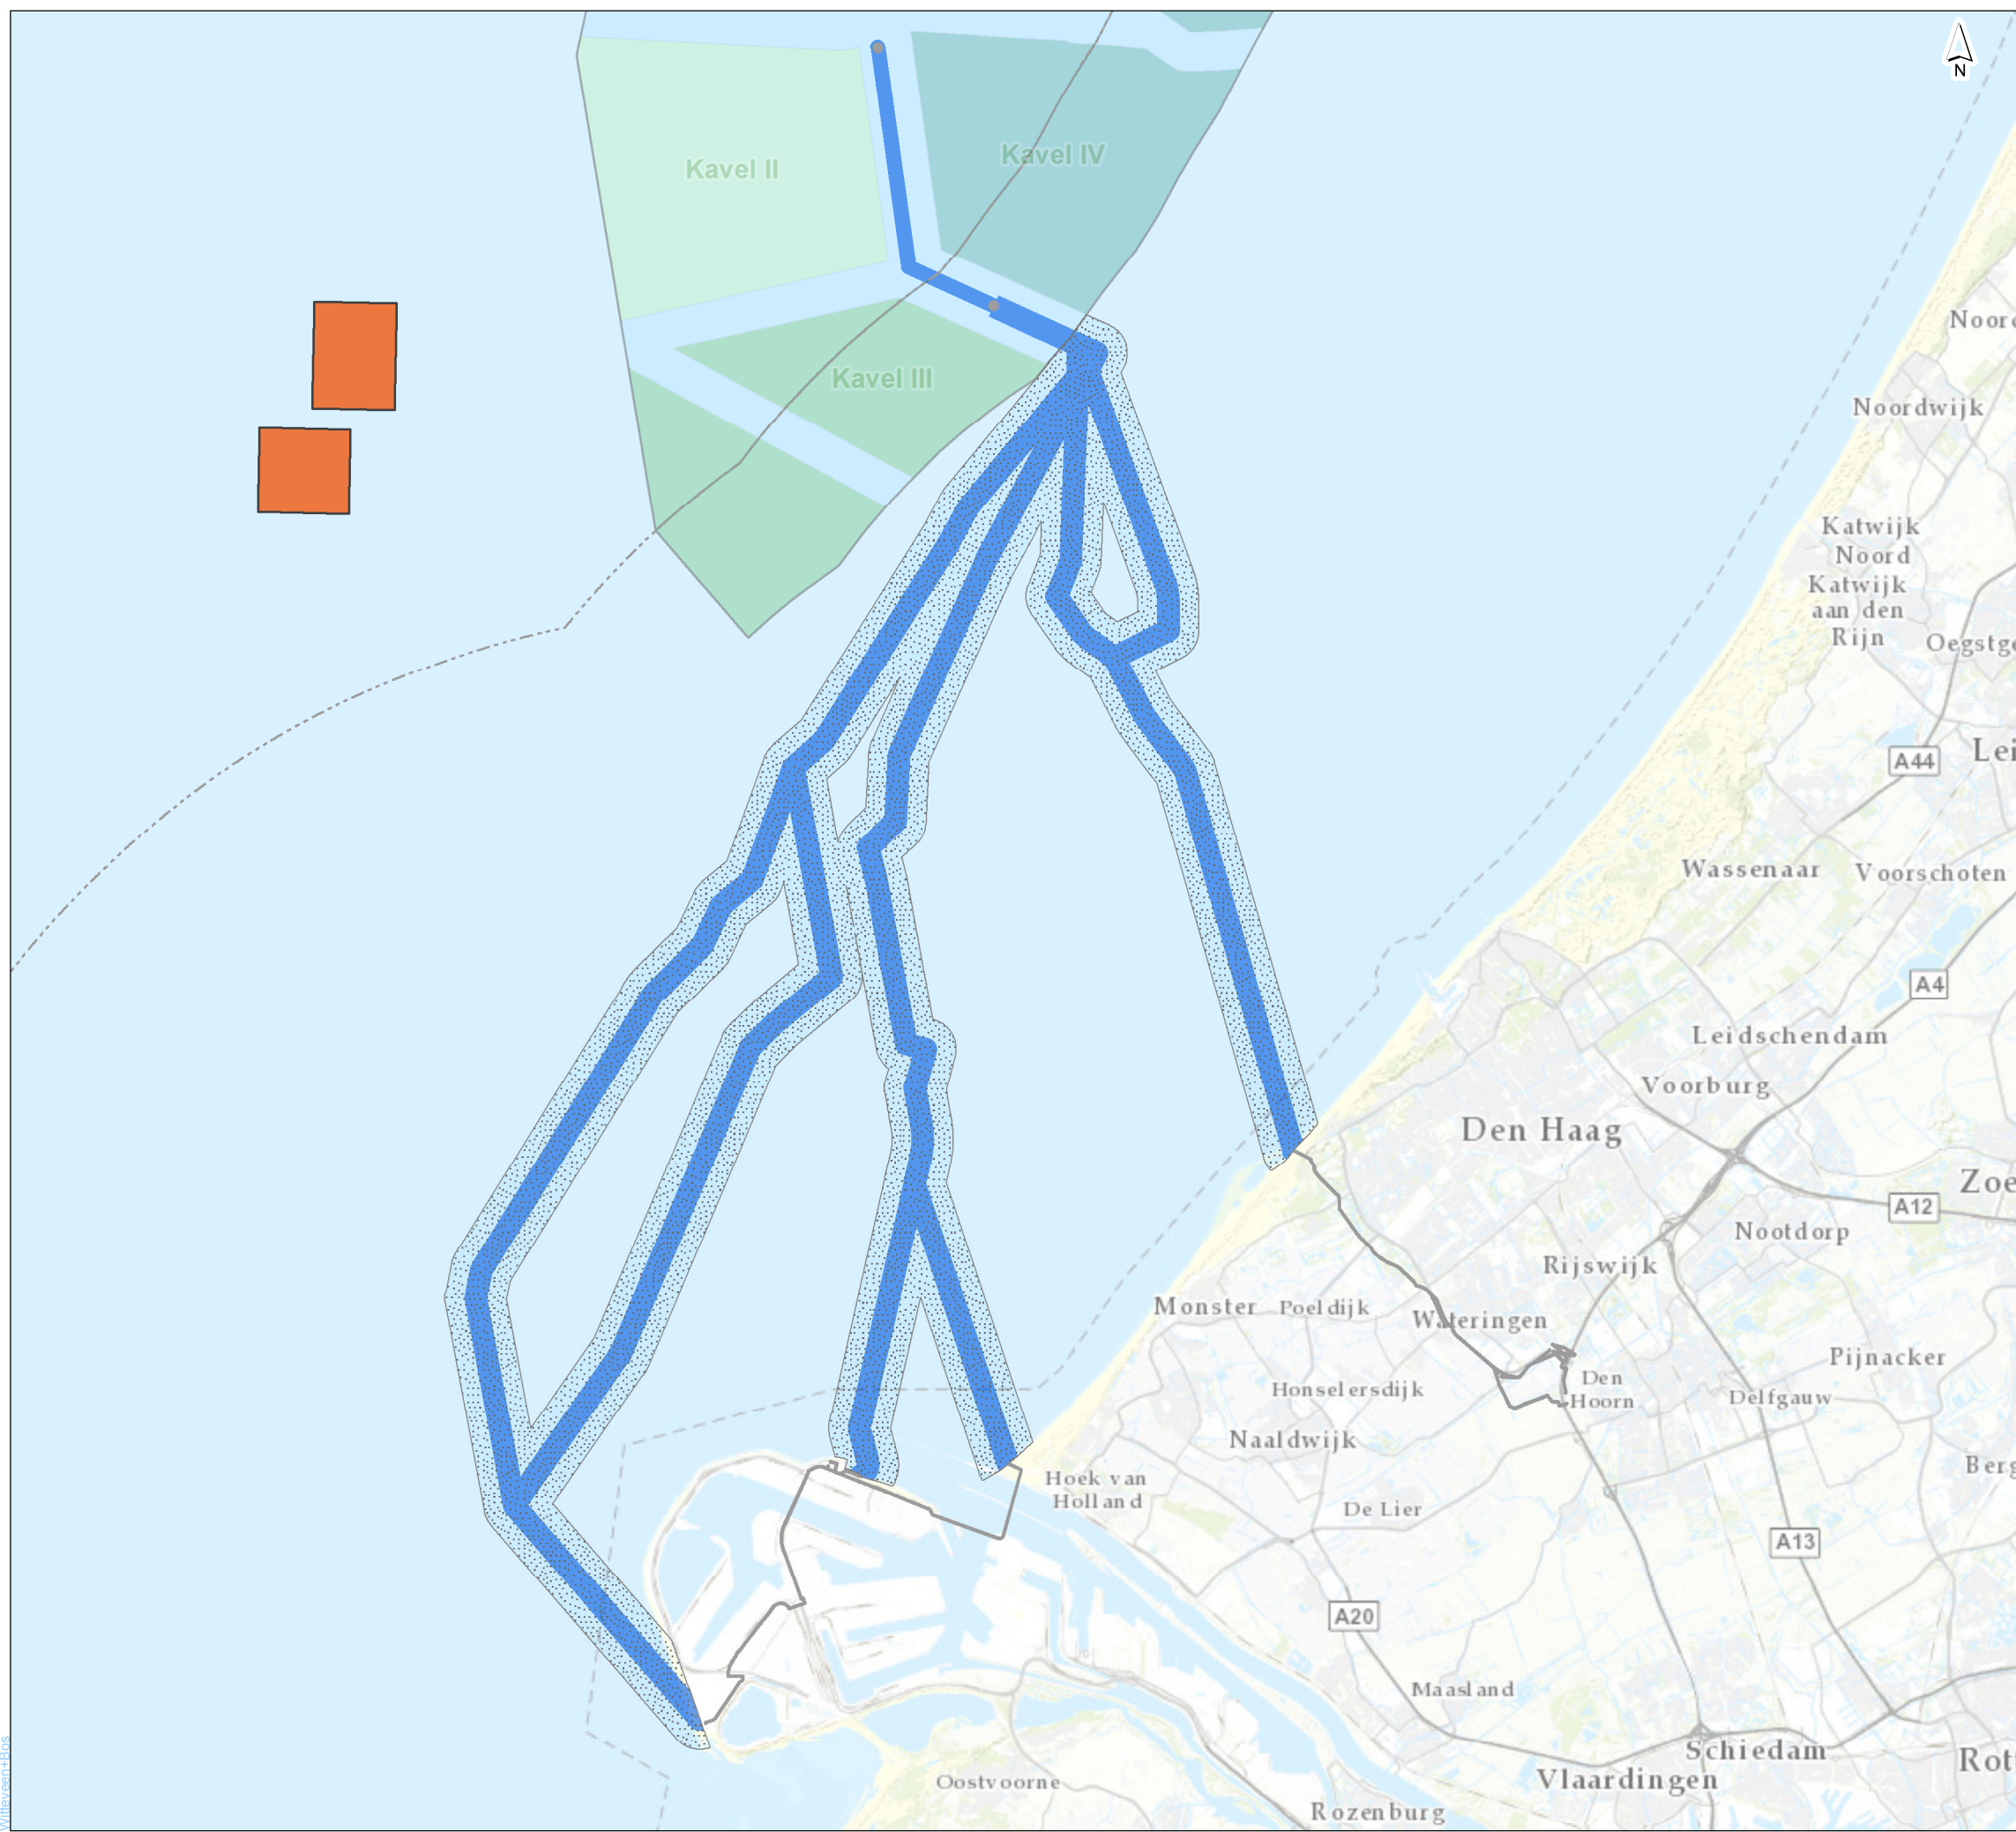 N
Kavel II
Kavel IV
Kavel III
Noord
Noordwijk
Katwijk
Noord
Katwijk
aan den
Rijn
Oegstge
A44
Lei
Wassenaar
Voorschoten
A4
Leidschendam
Voorburg
Den Haag
Zoe
A12
Nootdorp
Rijswijk
Monster
Poeldijk
Wateringen
Pijnacker
Den
Hoorn
Honselersdijk
Delfgauw
Naaldwijk
Hoek van
Holland
Berg
De Lier
A13
A20
Maasland
Schiedam
Rot
Vlaardingen
Oostvoorne
Rozenburg
Witteveen+Bos